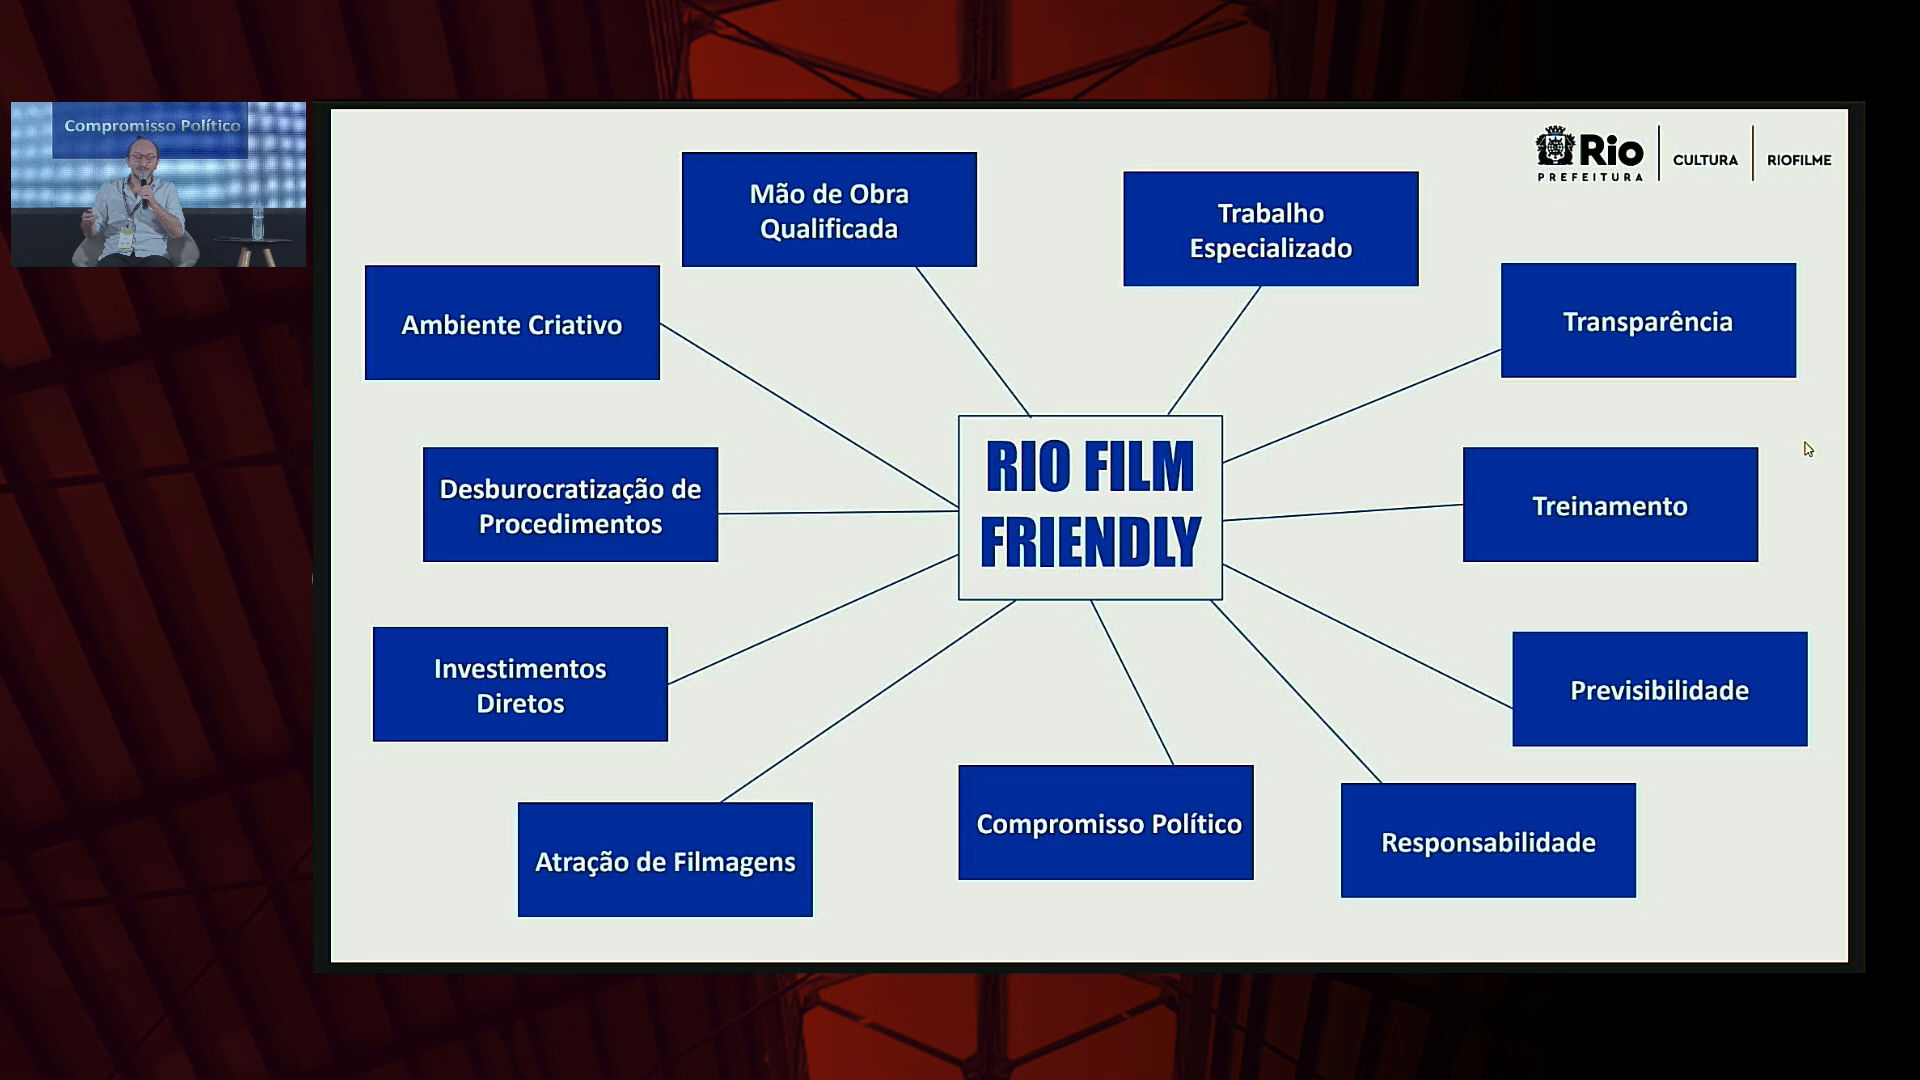 Compromisso Político
Rio
PREFEITURA
CULTURA
RIOFILME
Mão de Obra
Qualificada
Trabalho
Especializado
Ambiente Criativo
Transparência
RIO FILM
FRIENDLY
Desburocratização de
Procedimentos
Treinamento
Investimentos
Diretos
Previsibilidade
Atração de Filmagens
Compromisso Político
Responsabilidade